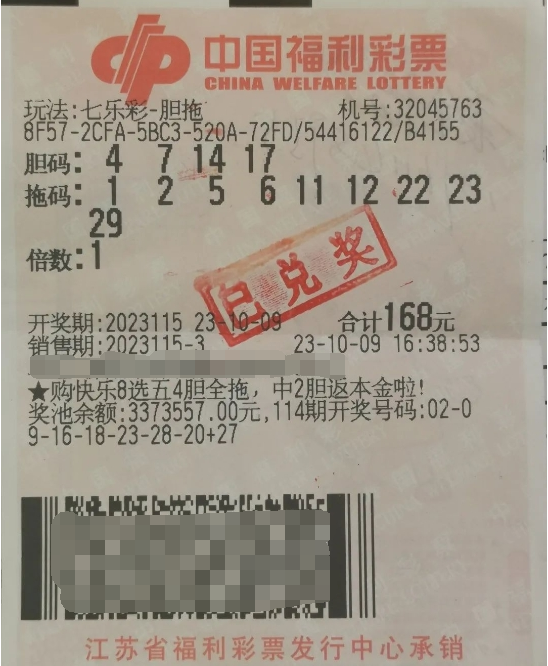 中国福利彩票
CHINA WELFARE LOTTERY
玩法:七乐彩-胆拖 机号:32045763
8F57-2CFA-5BC3-520A-72FD/54416122/B4155
胆码: 4 7 14 17
拖码: 1 2 5 6 11 12 22 23
29
倍数:1
已兑奖
开奖期:2023115 23-10-09 合计168元
销售期:2023115-3 23-10-09 16:38:53
★购快乐8选五4胆全拖，中2胆返本金啦!
奖池余额:3373557.00元,114期开奖号码:02-0
9-16-18-23-28-20+27
江苏省福利彩票发行中心承销